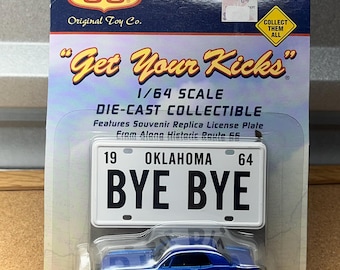 Original Toy Co.
COLLECT
THEM
ALL
"Get Your Kicks"®
1/64 SCALE
DIE-CAST COLLECTIBLE
Features Souvenir Replica License Plate
From Along Historic Route 66
19 OKLAHOMA 64
BYE BYE